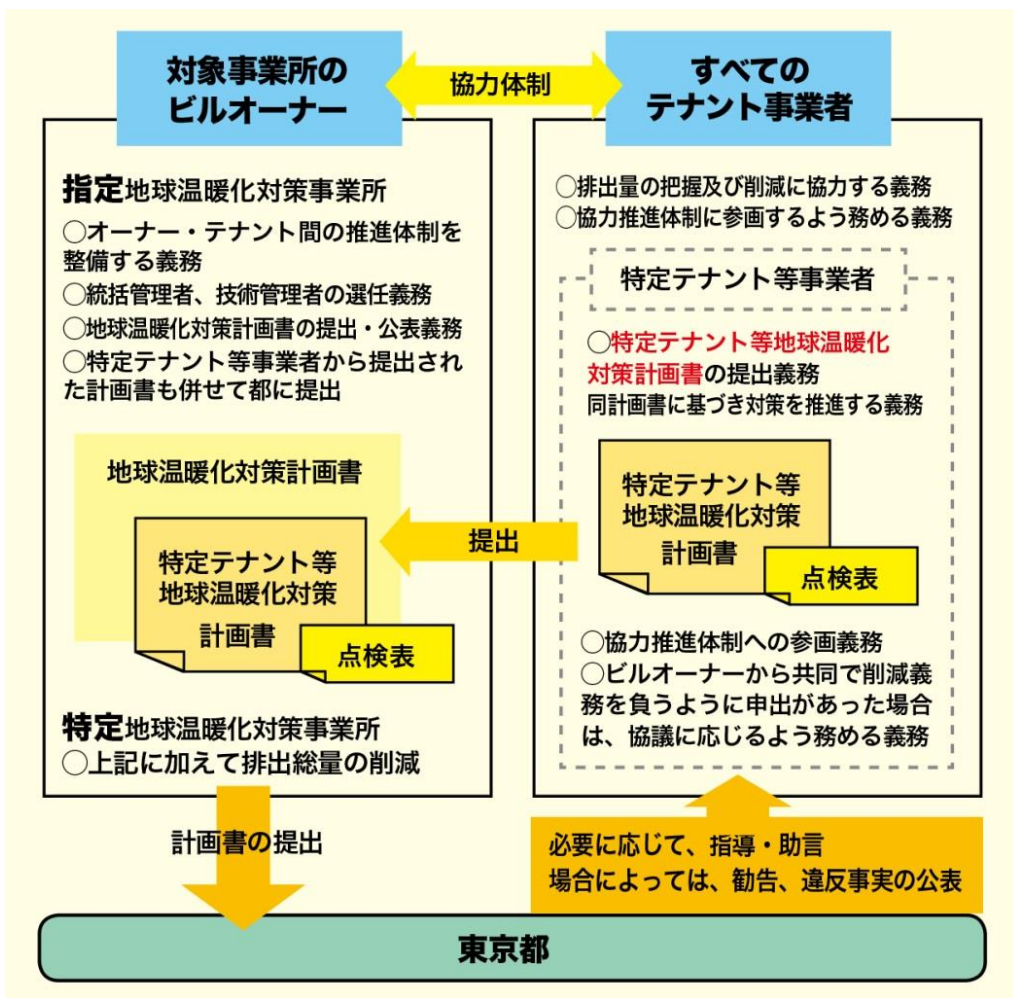 対象事業所の
ビルオーナー
協力体制
すべての
テナント事業者
指定地球温暖化対策事業所
○オーナー・テナント間の推進体制を
整備する義務
○統括管理者、技術管理者の選任義務
○地球温暖化対策計画書の提出・公表義務
○特定テナント等事業者から提出され
た計画書も併せて都に提出
地球温暖化対策計画書
特定テナント等
地球温暖化対策
計画書
点検表
特定地球温暖化対策事業所
○上記に加えて排出総量の削減
○排出量の把握及び削減に協力する義務
○協力推進体制に参画するよう務める義務
特定テナント等事業者
○特定テナント等地球温暖化
対策計画書の提出義務
同計画書に基づき対策を推進する義務
特定テナント等
地球温暖化対策
計画書
点検表
提出
○協力推進体制への参画義務
○ビルオーナーから共同で削減義
務を負うように申出があった場合
は、協議に応じるよう務める義務
計画書の提出
必要に応じて、指導・助言
場合によっては、勧告、違反事実の公表
東京都